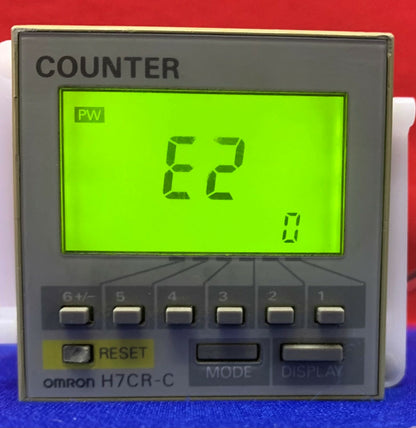 COUNTER
PW
E2
0
6+/- 5 4 3 2 1
RESET
MODE DISPLAY
omron H7CR-C